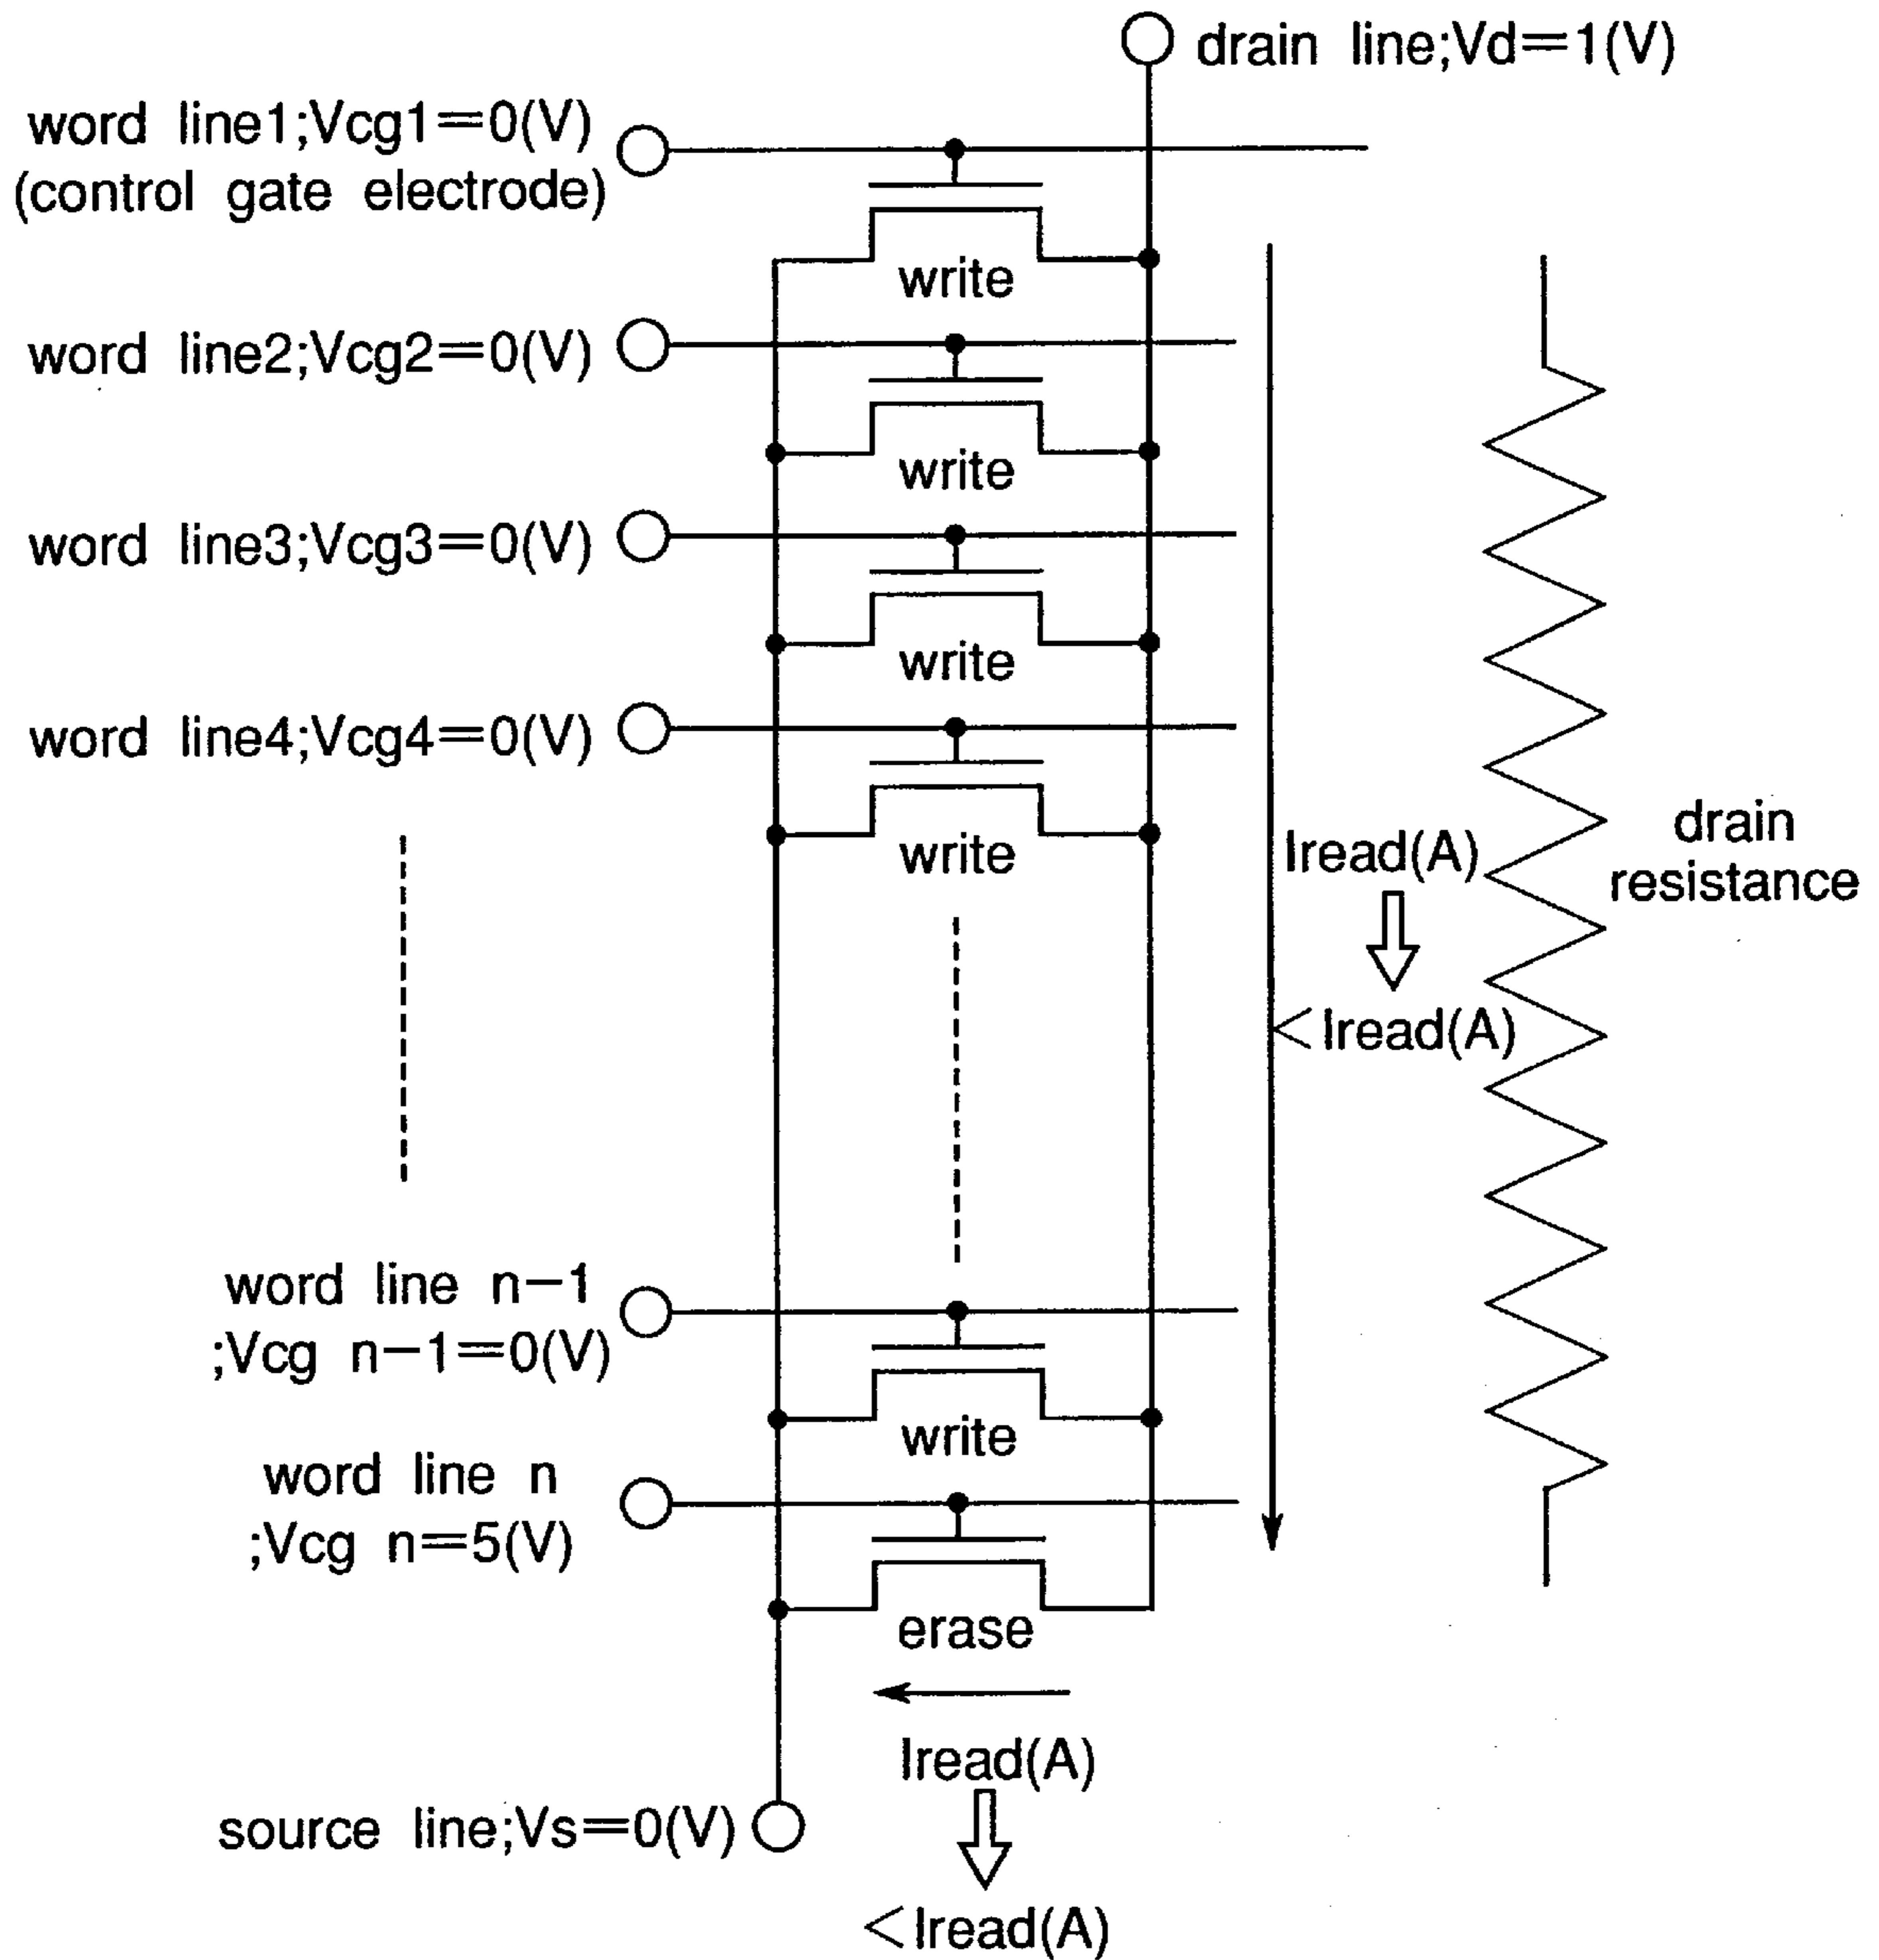 drain line;Vd=1(V)
word line1;Vcg1=0(V)
(control gate electrode)
write
word line2;Vcg2=0(V)
write
word line3;Vcg3=0(V)
write
word line4;Vcg4=0(V)
write
Iread(A)
<Iread(A)
drain
resistance
word line n-1
;Vcg n-1=0(V)
write
word line n
;Vcg n=5(V)
erase
Iread(A)
source line;Vs=0(V)
<Iread(A)